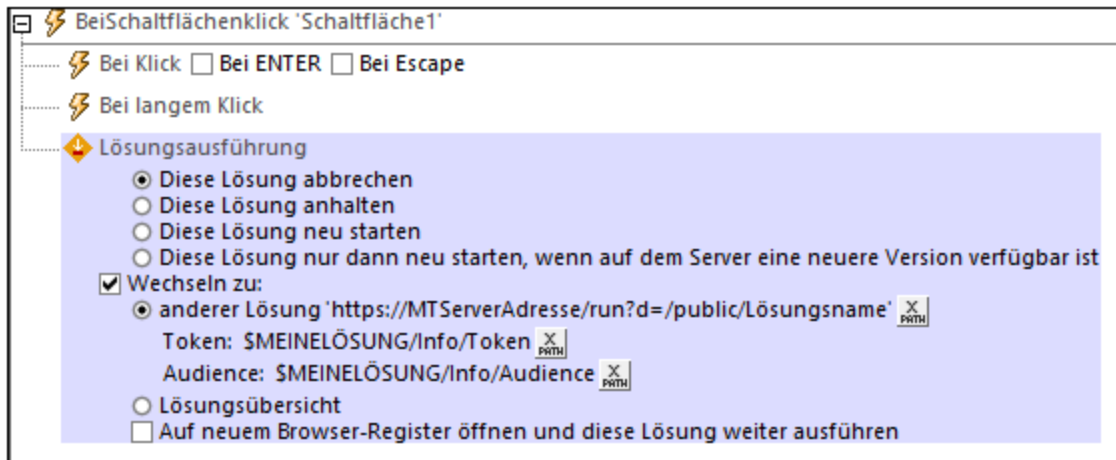 BeiSchaltflächenklick 'Schaltfläche1'
Bei Klick Bei ENTER Bei Escape
Bei langem Klick
Lösungsausführung
Diese Lösung abbrechen
Diese Lösung anhalten
Diese Lösung neu starten
Diese Lösung nur dann neu starten, wenn auf dem Server eine neuere Version verfügbar ist
Wechseln zu:
anderer Lösung 'https://MTServerAdresse/run?d=/public/Lösungsname' X PATH
Token: $MEINELÖSUNG/Info/Token X PATH
Audience: $MEINELÖSUNG/Info/Audience X PATH
Lösungsübersicht
Auf neuem Browser-Register öffnen und diese Lösung weiter ausführen